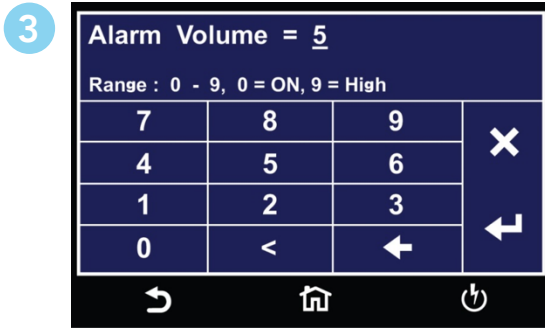 3
Alarm Volume = 5
Range : 0 - 9, 0 = ON, 9 = High
7 8 9
4 5 6
1 2 3
0 <